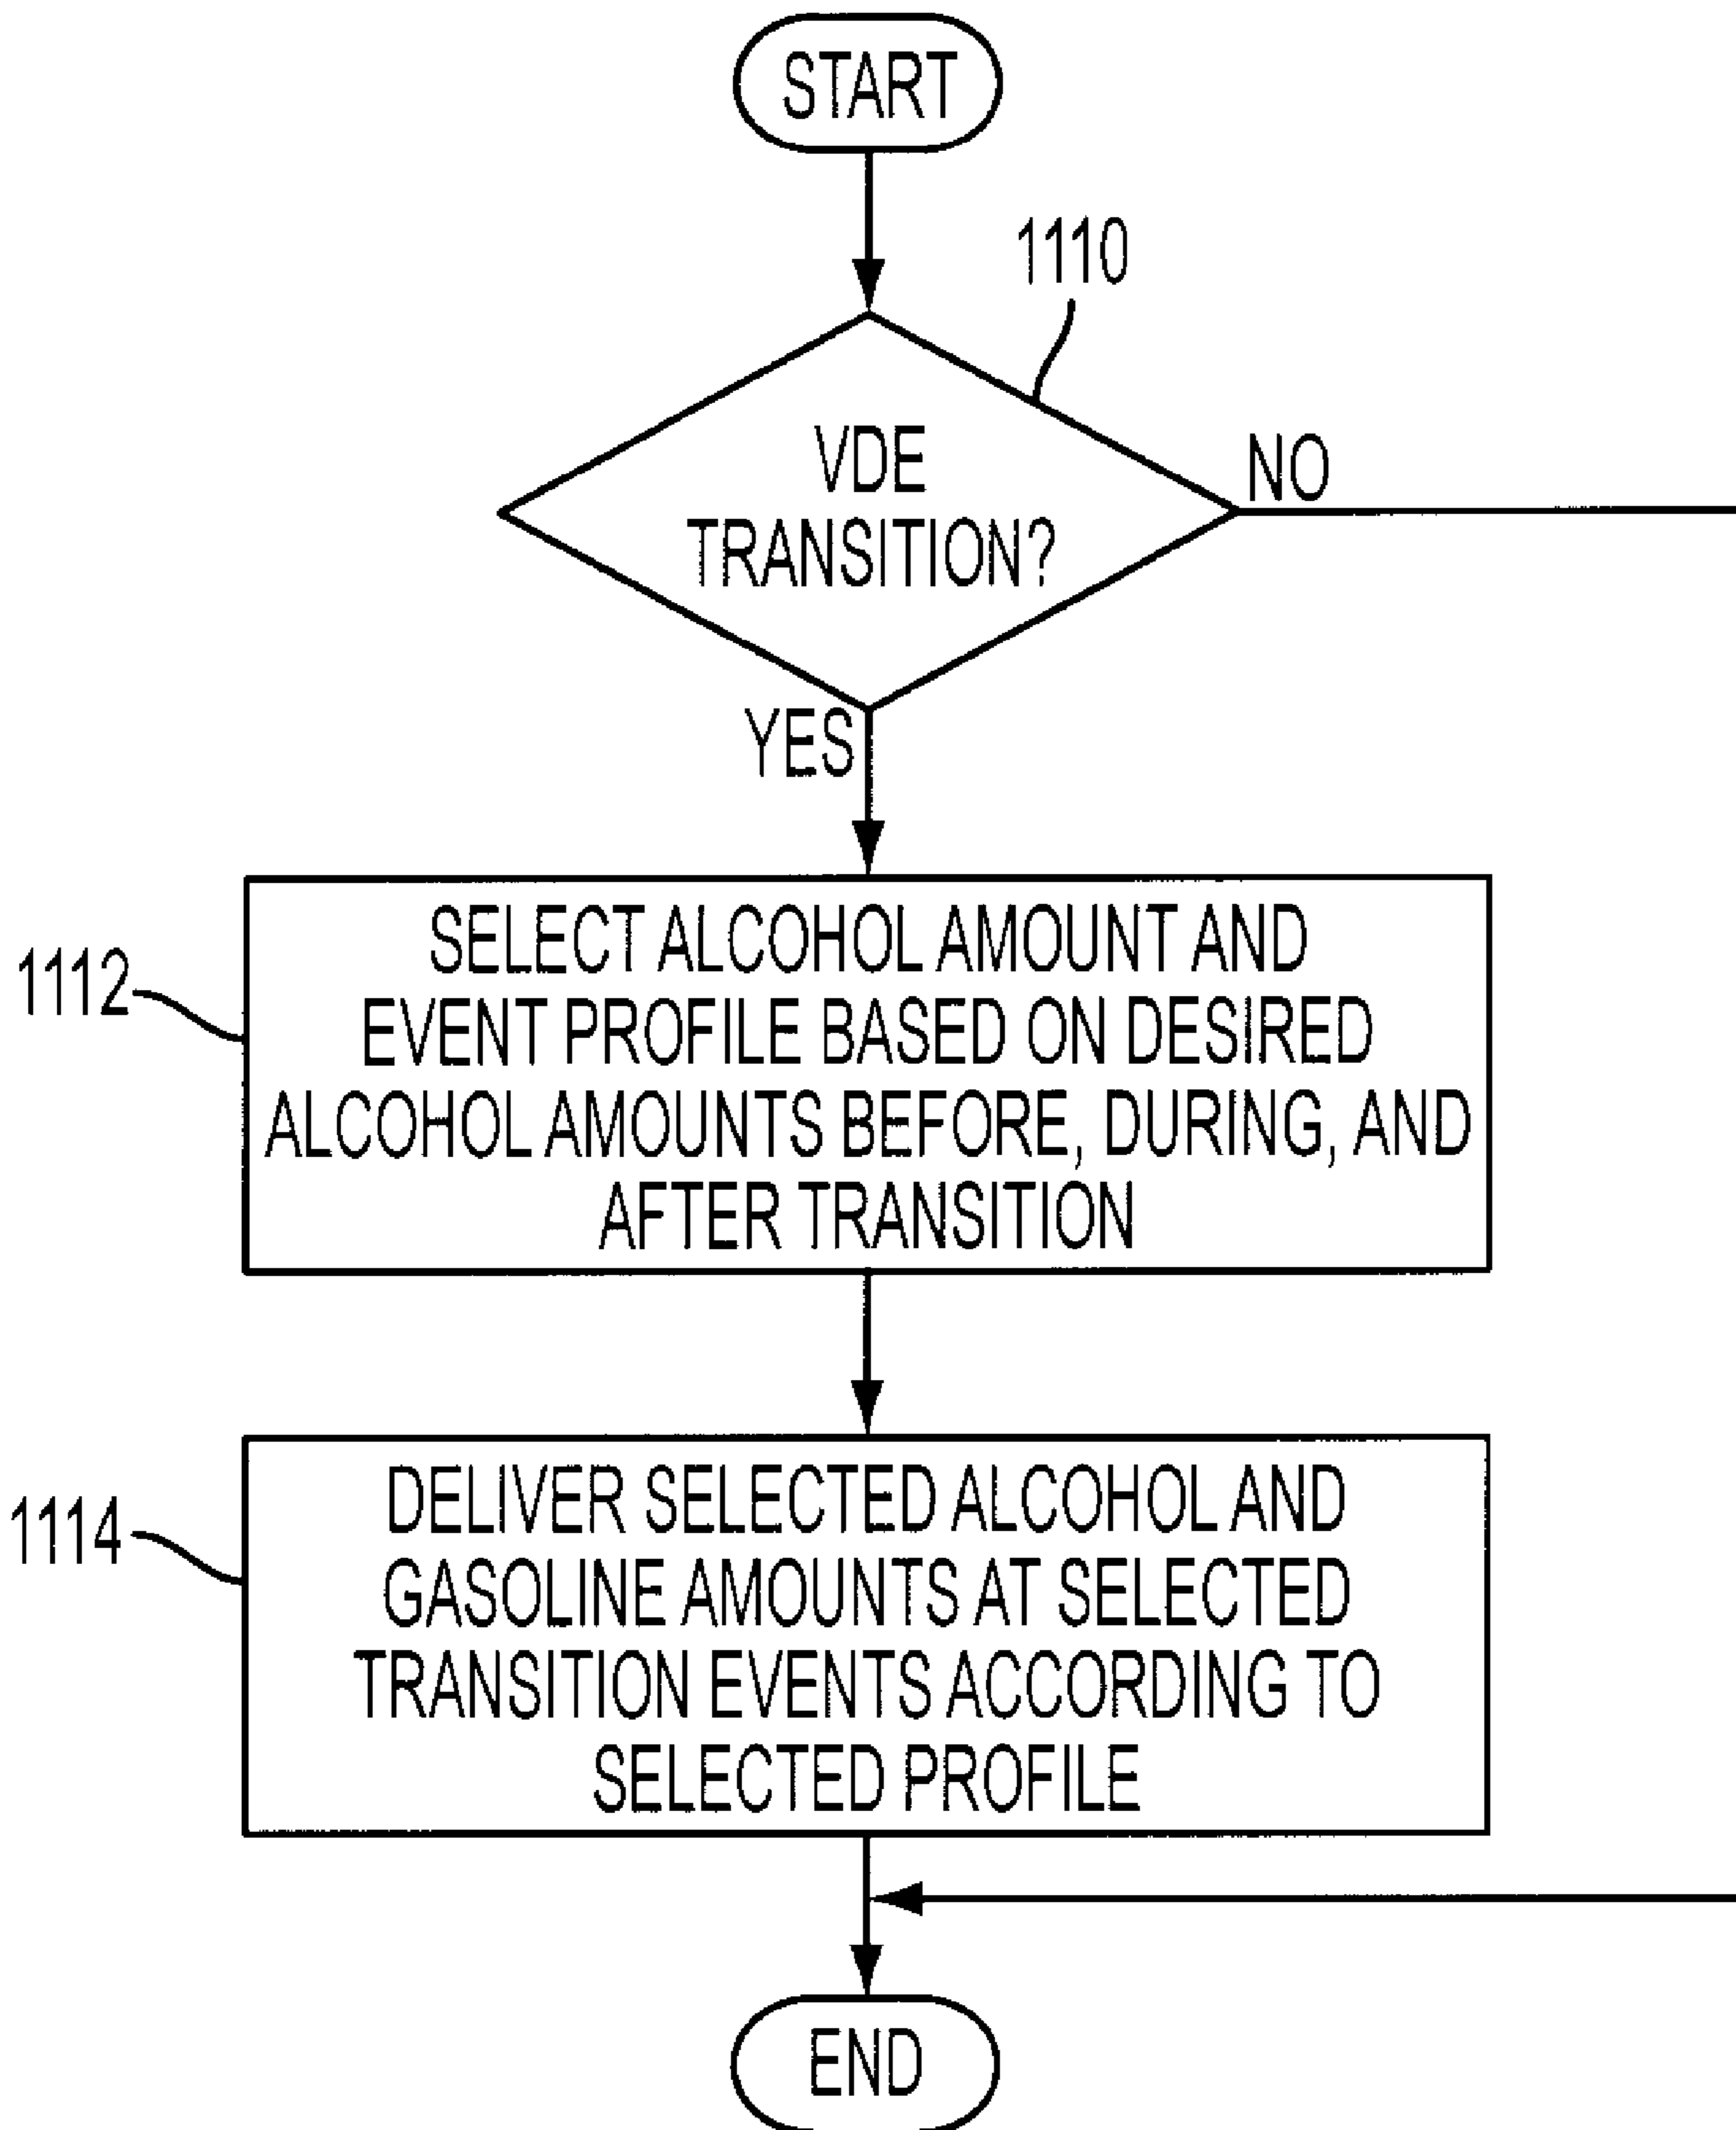 START
1110
VDE
TRANSITION?
NO
YES
1112
SELECT ALCOHOL AMOUNT AND
EVENT PROFILE BASED ON DESIRED
ALCOHOL AMOUNTS BEFORE, DURING, AND
AFTER TRANSITION
1114
DELIVER SELECTED ALCOHOL AND
GASOLINE AMOUNTS AT SELECTED
TRANSITION EVENTS ACCORDING TO
SELECTED PROFILE
END